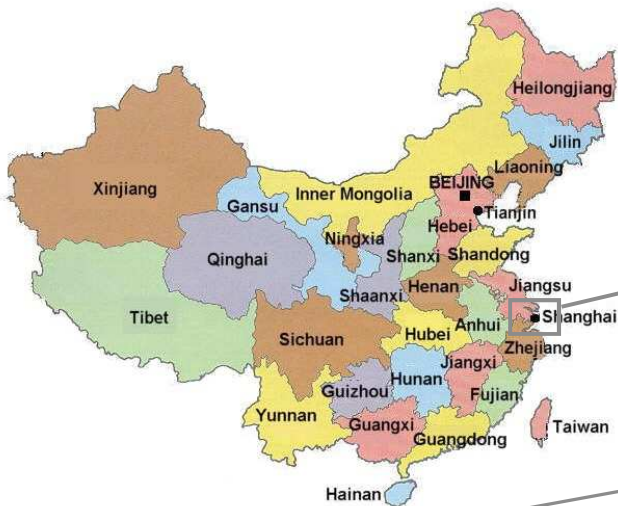 Heilongjiang
Jilin
Liaoning
BEIJING
Inner Mongolia
Xinjiang
Gansu
Tianjin
Hebei
Ningxia
Shanxi
Shandong
Qinghai
Jiangsu
Henan
Shaanxi
Tibet
Shanghai
Anhui
Hubei
Sichuan
Zhejiang
Jiangxi
Hunan
Guizhou
Fujian
Yunnan
Guangxi
Taiwan
Guangdong
Hainan